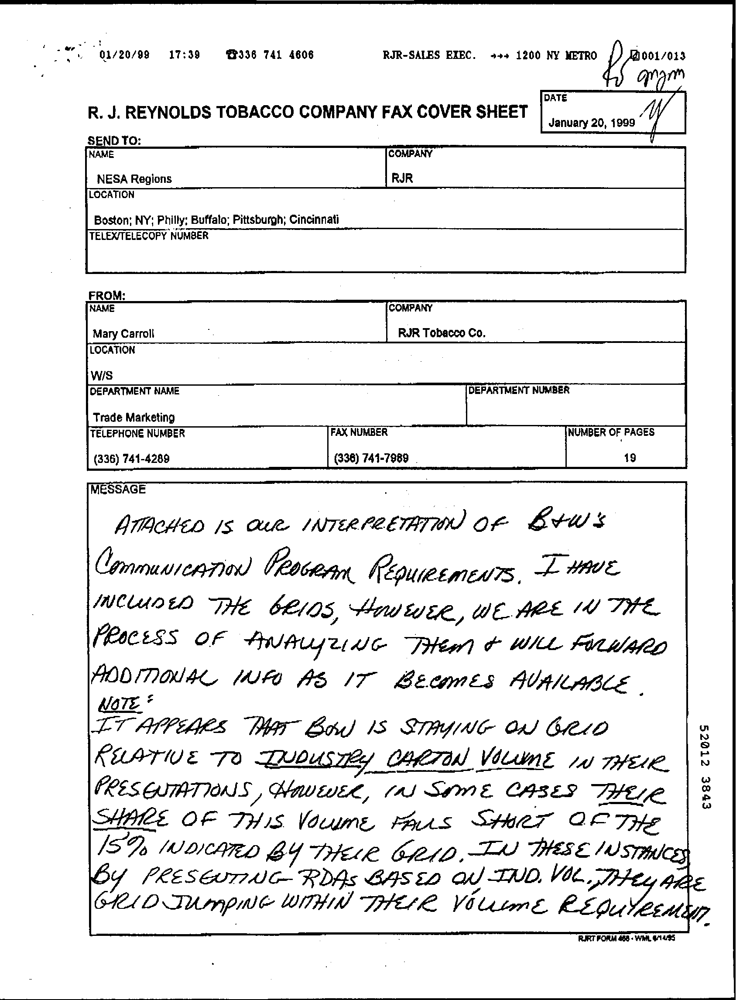 01/20/99 17:39 ☎336 741 4606 RJR-SALES EXEC. →→→ 1200 NY METRO 001/013
R. J. REYNOLDS TOBACCO COMPANY FAX COVER SHEET
DATE
January 20, 1999
SEND TO:
NAME COMPANY
NESA Regions RJR
LOCATION
Boston; NY; Philly; Buffalo; Pittsburgh; Cincinnati
TELEX/TELECOPY NUMBER
FROM:
NAME COMPANY
Mary Carroll RJR Tobacco Co.
LOCATION
W/S
DEPARTMENT NAME DEPARTMENT NUMBER
Trade Marketing
TELEPHONE NUMBER FAX NUMBER NUMBER OF PAGES
(336) 741-4289 (336) 741-7989 19
MESSAGE
ATTACHED IS OUR INTERPRETATION OF B+W'S
COMMUNICATION PROGRAM REQUIREMENTS. I HAVE
INCLUDED THE GRIDS, HOWEVER, WE ARE IN THE
PROCESS OF ANALYZING THEM & WILL FORWARD
ADDITIONAL INFO AS IT BECOMES AVAILABLE.
NOTE:
IT APPEARS THAT B&W IS STAYING ON GRID
RELATIVE TO INDUSTRY CARTON VOLUME IN THEIR
PRESENTATIONS, HOWEVER, IN SOME CASES THEIR
SHARE OF THIS VOLUME FALLS SHORT OF THE
15% INDICATED BY THEIR GRID. IN THESE INSTANCES,
BY PRESENTING RDAs BASED ON IND. VOL., THEY ARE
GRID JUMPING WITHIN THEIR VOLUME REQUIREMENT.
52012 3843
RJRT FORM 466 - WML 6/14/95